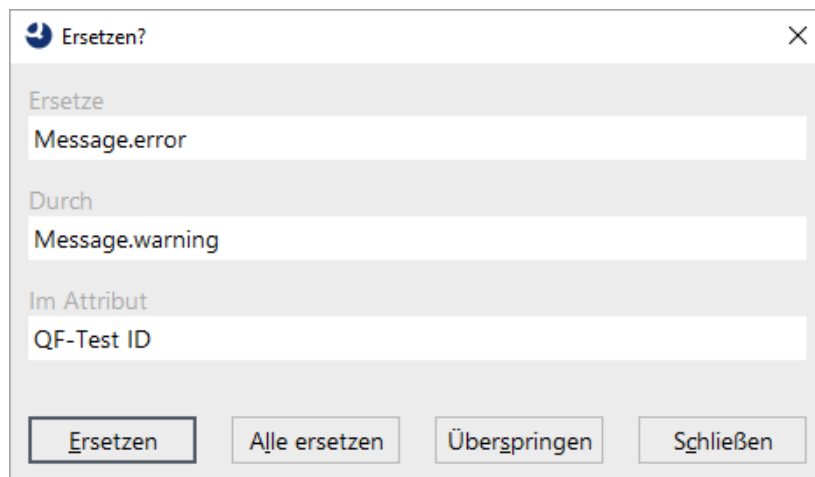 Ersetzen?
Ersetze
Message.error
Durch
Message.warning
Im Attribut
QF-Test ID
Ersetzen Alle ersetzen Überspringen Schließen